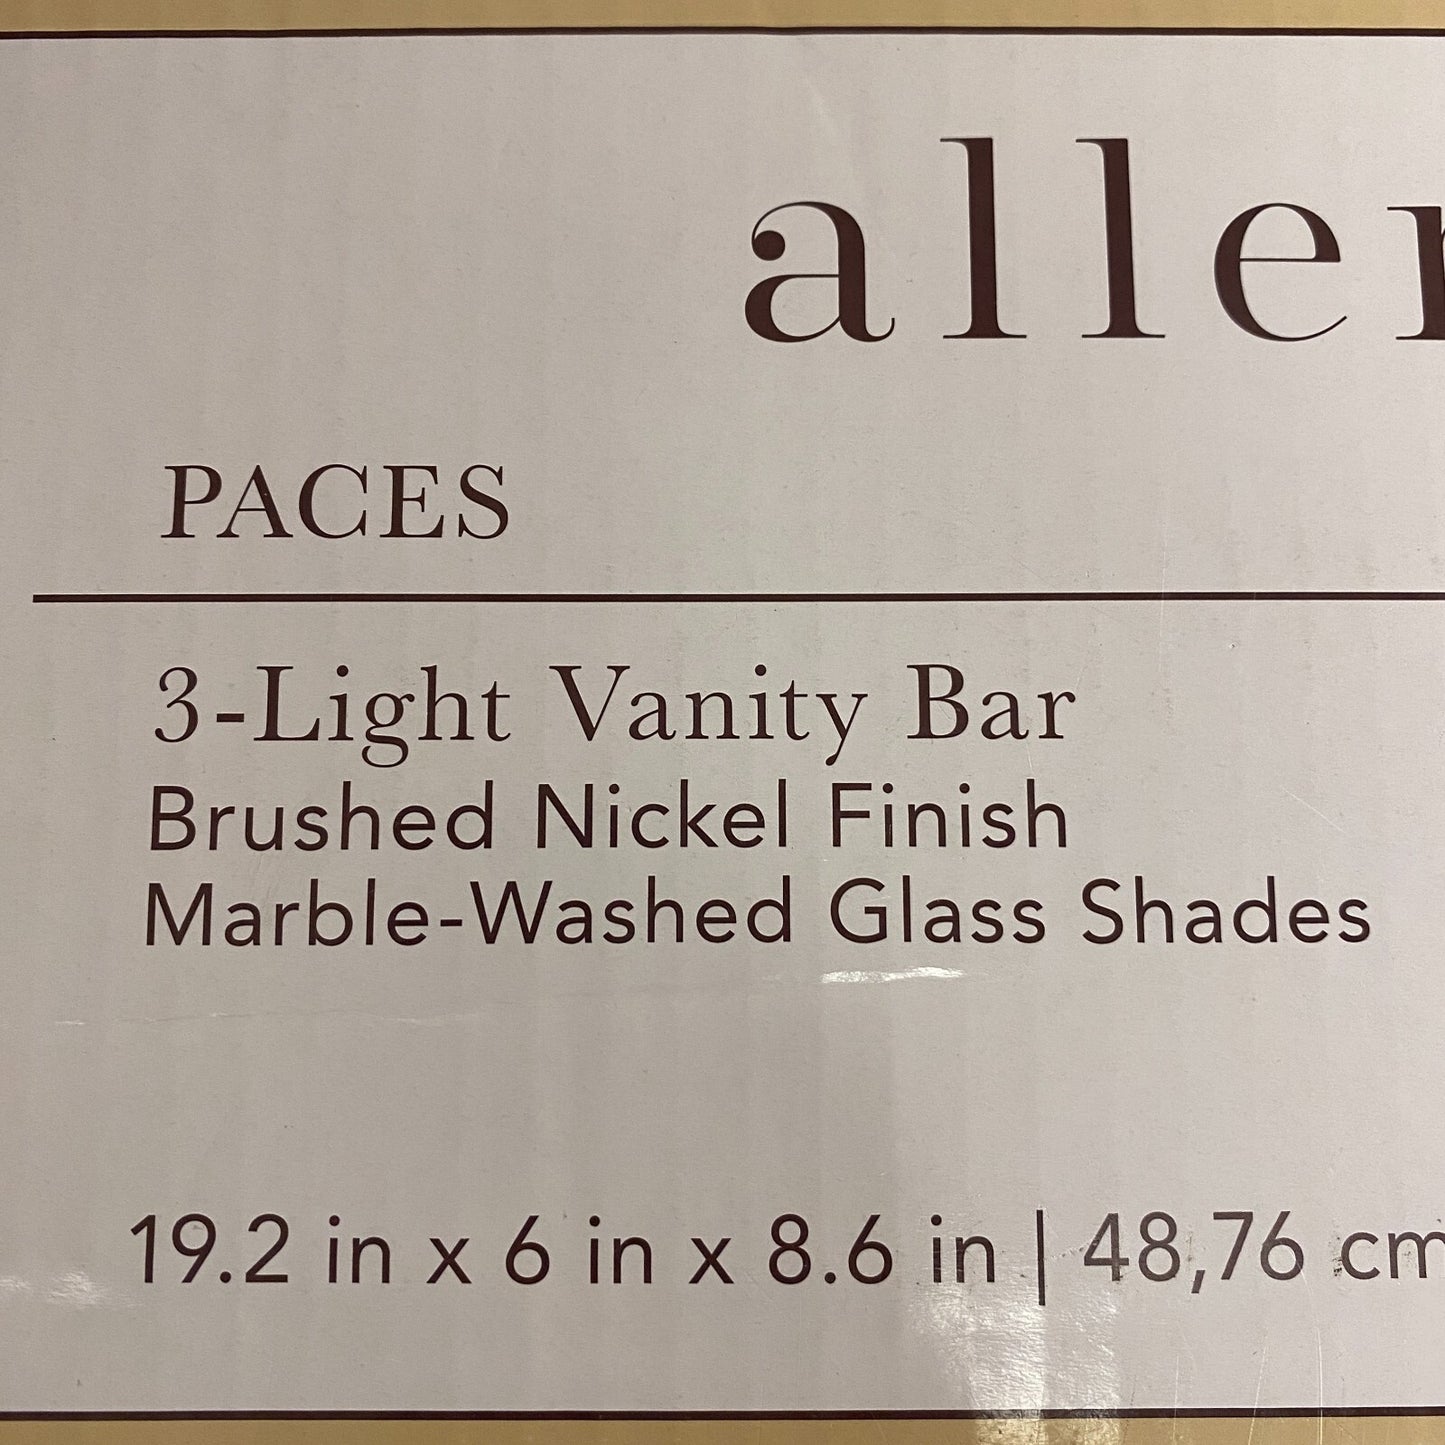 allen
PACES
3-Light Vanity Bar
Brushed Nickel Finish
Marble-Washed Glass Shades
19.2 in x 6 in x 8.6 in | 48,76 cm